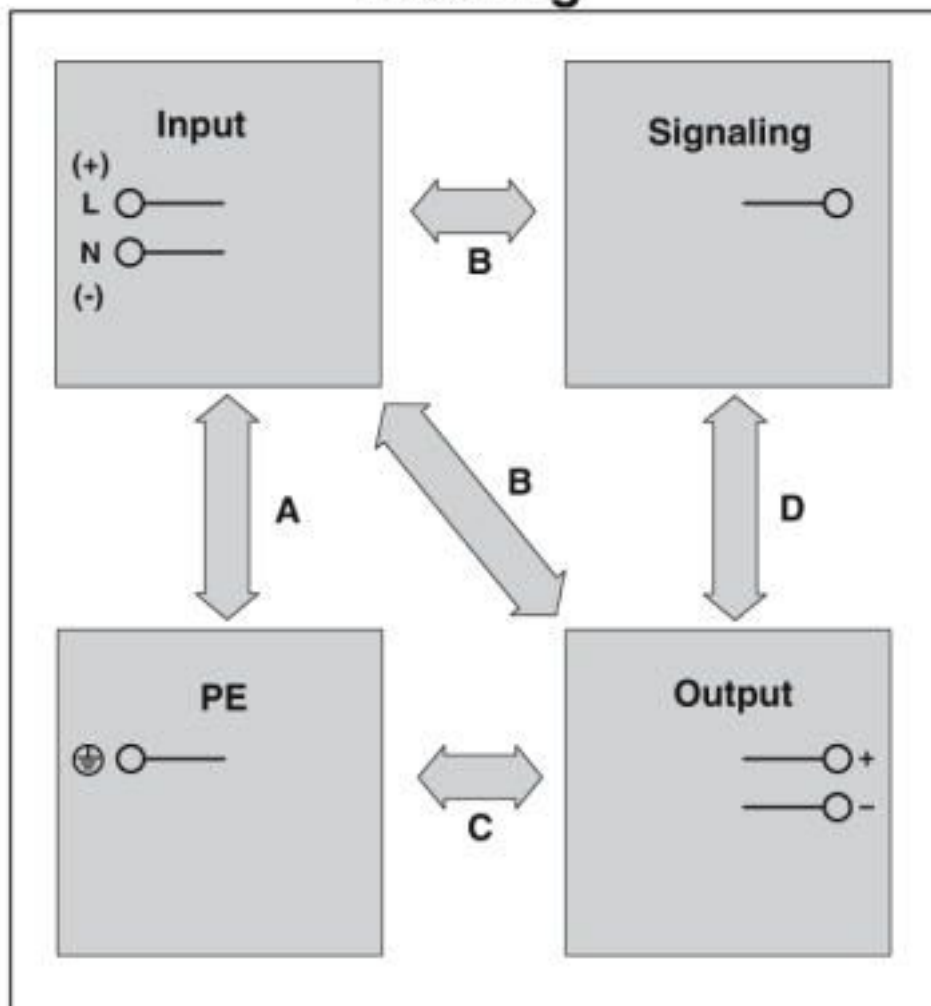 Input
(+)
L
N
(-)
Signaling
B
A
B
D
PE
Output
+
–
C